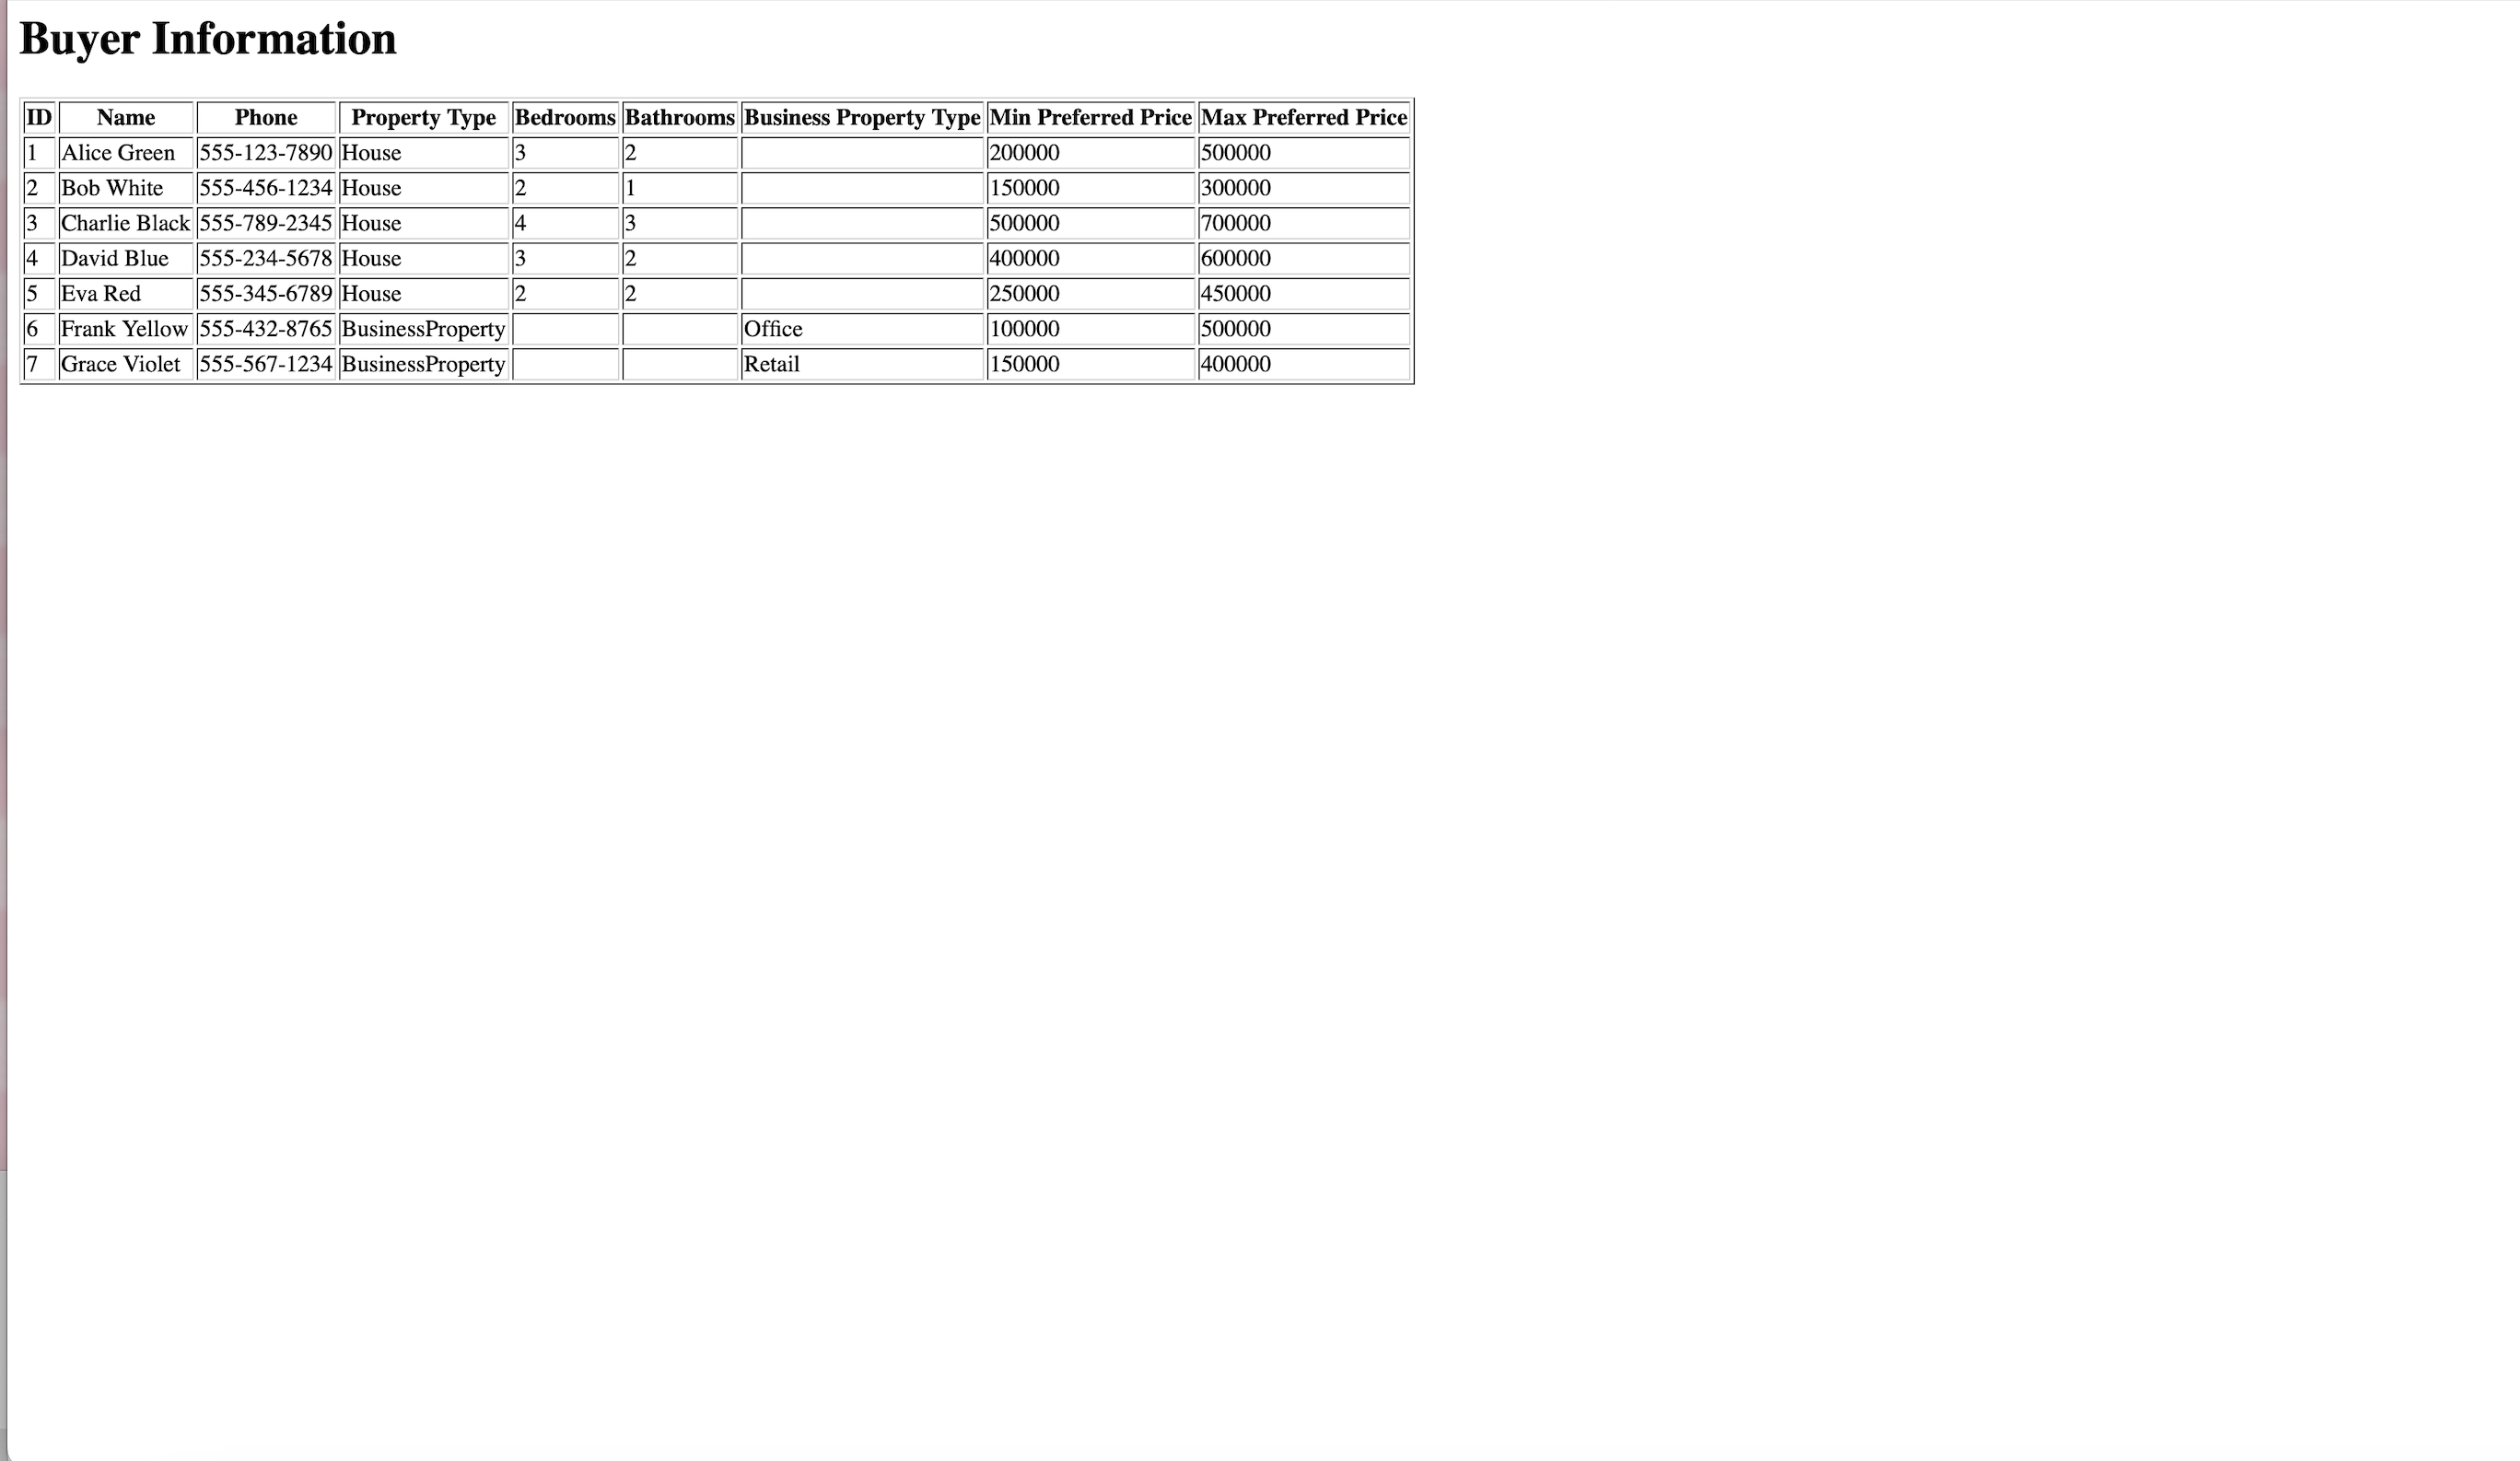 Buyer Information
ID Name Phone Property Type Bedrooms Bathrooms Business Property Type Min Preferred Price Max Preferred Price
1 Alice Green 555-123-7890 House 3 2 200000 500000
2 Bob White 555-456-1234 House 2 1 150000 300000
3 Charlie Black 555-789-2345 House 4 3 500000 700000
4 David Blue 555-234-5678 House 3 2 400000 600000
5 Eva Red 555-345-6789 House 2 2 250000 450000
6 Frank Yellow 555-432-8765 BusinessProperty Office 100000 500000
7 Grace Violet 555-567-1234 BusinessProperty Retail 150000 400000